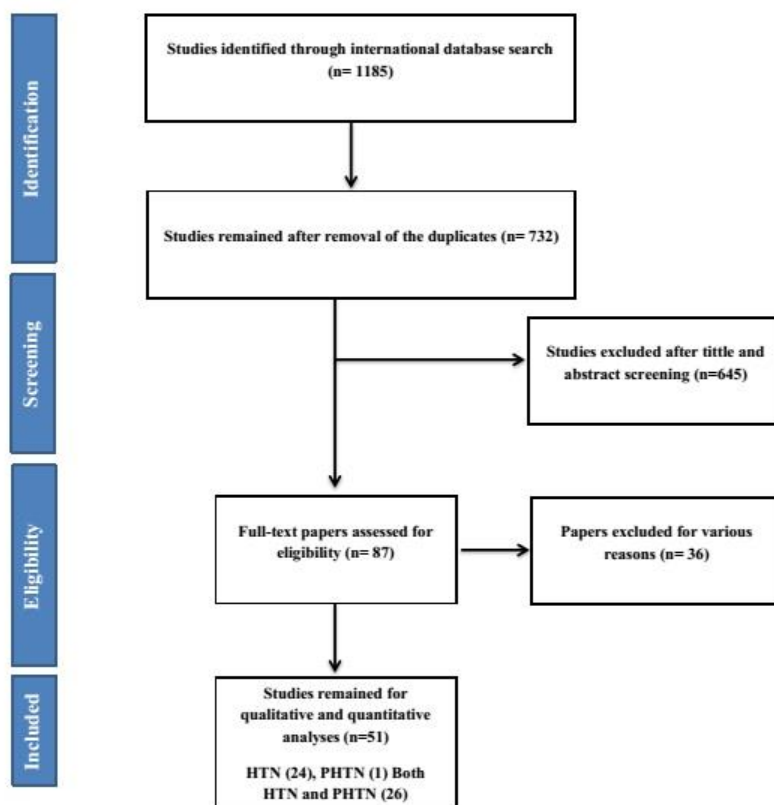 Identification
Studies identified through international database search
(n= 1185)
Studies remained after removal of the duplicates (n= 732)
Screening
Studies excluded after tittle and
abstract screening (n=645)
Eligibility
Full-text papers assessed for
eligibility (n= 87)
Papers excluded for various
reasons (n= 36)
Included
Studies remained for
qualitative and quantitative
analyses (n=51)
HTN (24), PHTN (1) Both
HTN and PHTN (26)